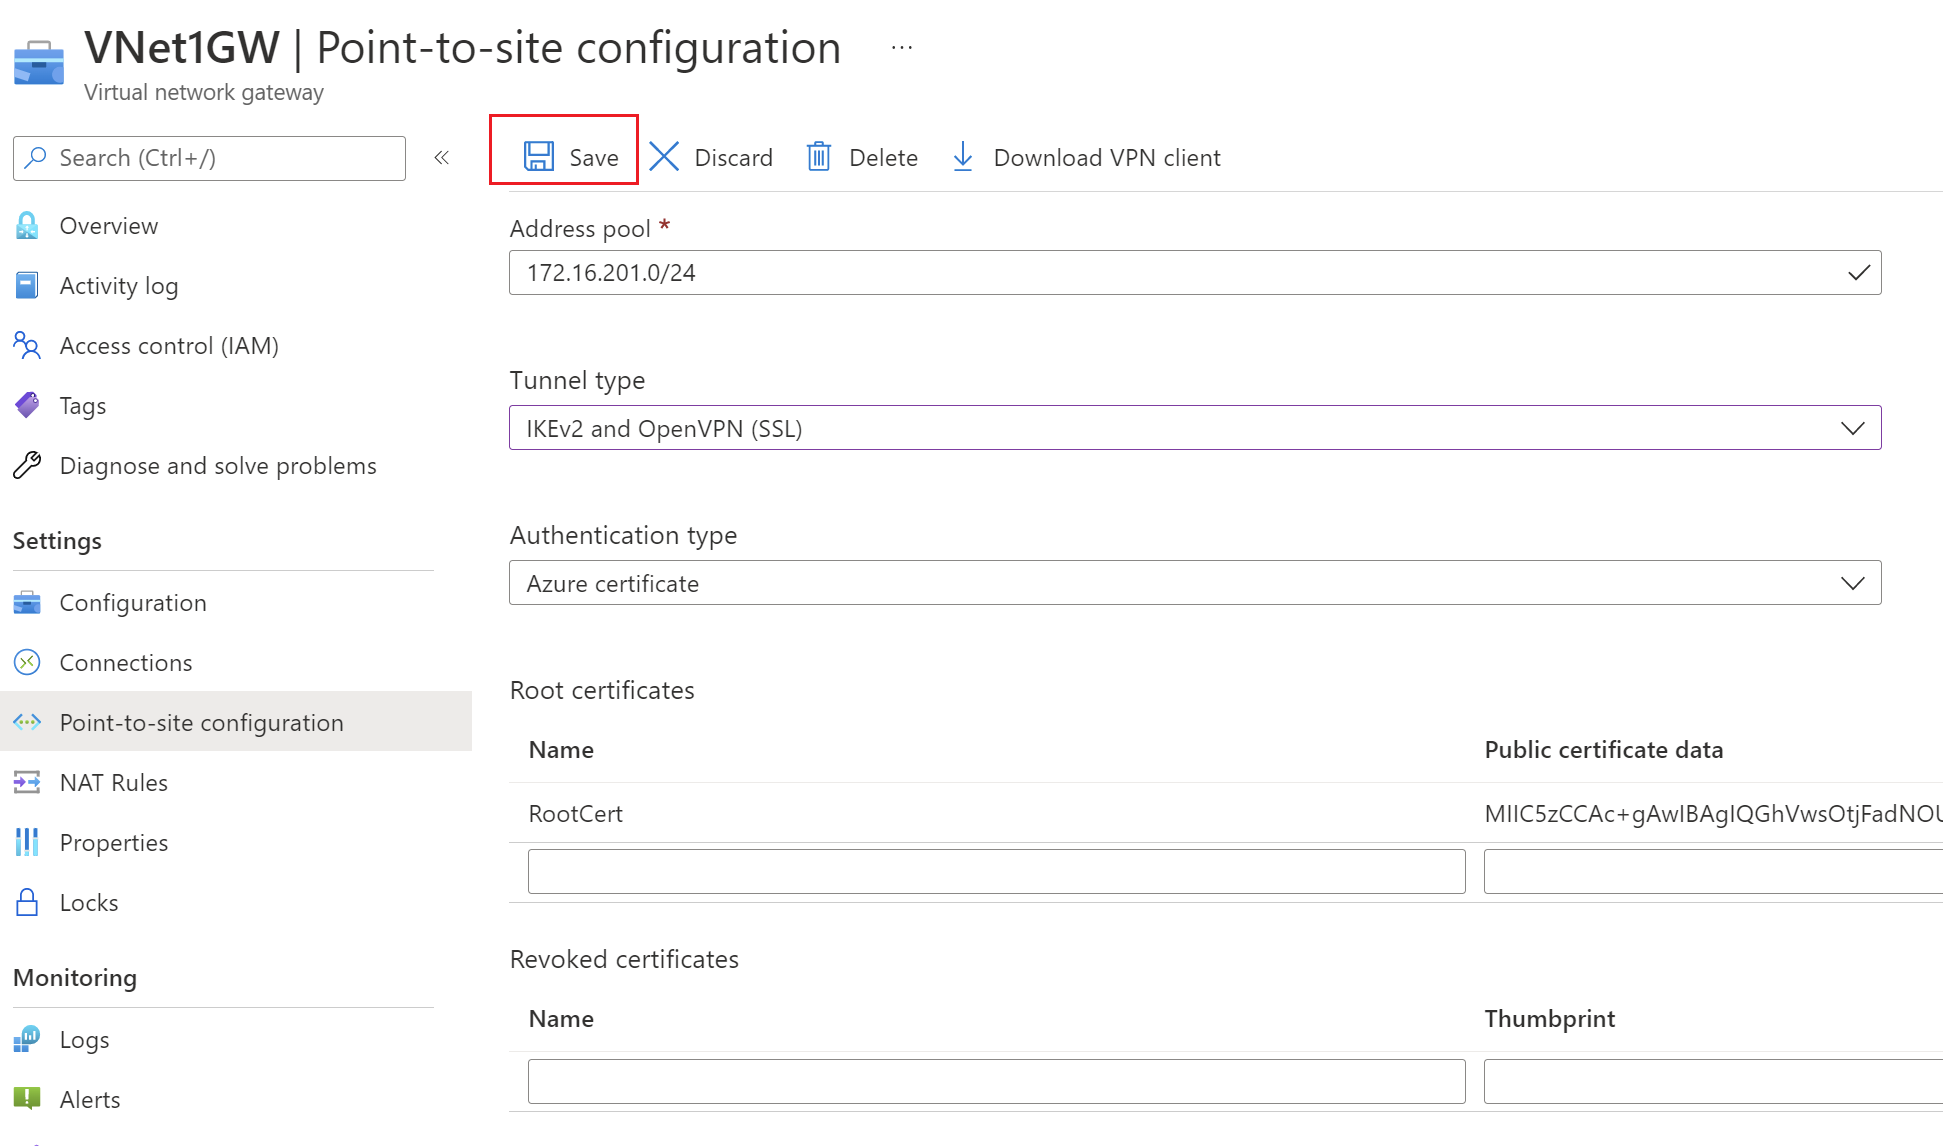 VNet1GW | Point-to-site configuration ...
Virtual network gateway
Search (Ctrl+/)
«
Save
Discard
Delete
Download VPN client
Overview
Activity log
Access control (IAM)
Tags
Diagnose and solve problems
Settings
Configuration
Connections
Point-to-site configuration
NAT Rules
Properties
Locks
Monitoring
Logs
Alerts
Address pool *
172.16.201.0/24
Tunnel type
IKEv2 and OpenVPN (SSL)
Authentication type
Azure certificate
Root certificates
Name Public certificate data
RootCert MIIC5zCCAc+gAwIBAgIQGhVwsOtjFadNOU
Revoked certificates
Name Thumbprint